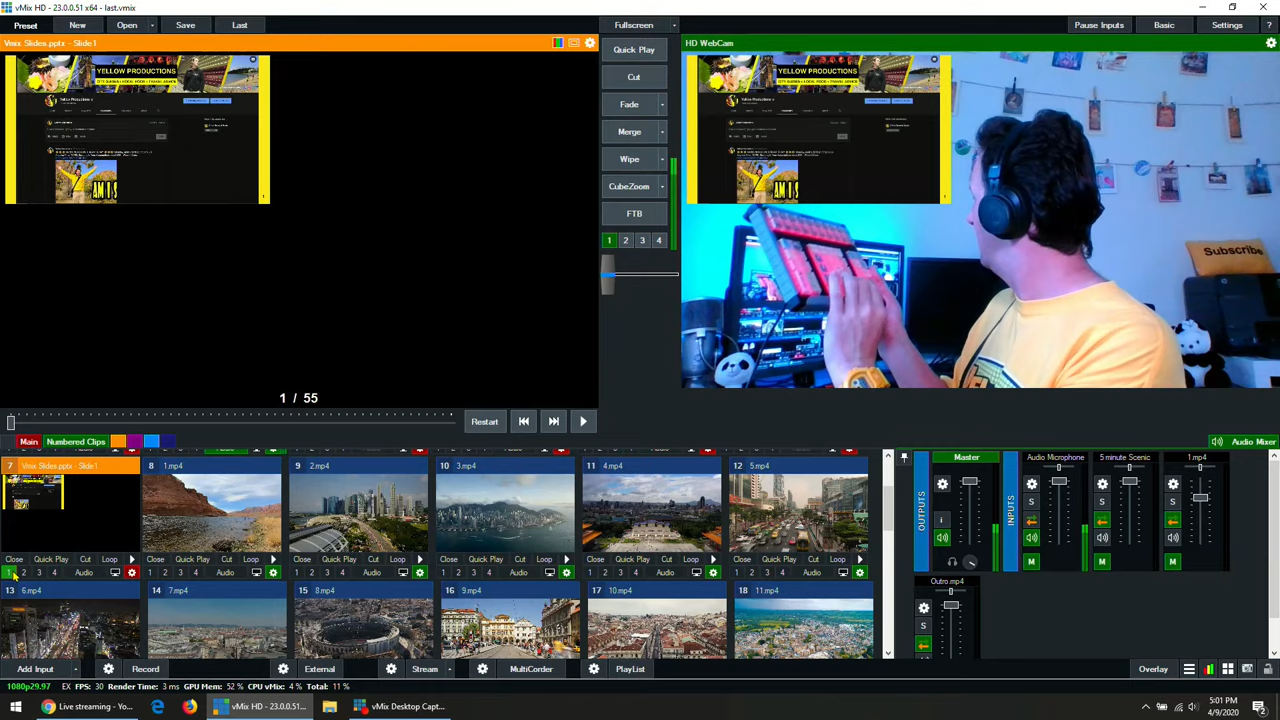 vMix HD - 23.0.0.51 x64 - last.vmix
Preset New Open Save Last Fullscreen Pause Inputs Basic Settings ?
Vmix Slides.pptx - Slide1
Quick Play
Cut
Fade
Merge
Wipe
CubeZoom
FTB
1 2 3 4
HD WebCam
YELLOW PRODUCTIONS
YELLOW PRODUCTIONS
AM I
AM I
Subscribe
1 / 55
Restart
Main Numbered Clips Audio Mixer
7 Vmix Slides.pptx - Slide1 8 1.mp4 9 2.mp4 10 3.mp4 11 4.mp4 12 5.mp4
Close Quick Play Cut Loop Close Quick Play Cut Loop Close Quick Play Cut Loop Close Quick Play Cut Loop Close Quick Play Cut Loop Close Quick Play Cut Loop
1 2 3 4 Audio 1 2 3 4 Audio 1 2 3 4 Audio 1 2 3 4 Audio 1 2 3 4 Audio 1 2 3 4 Audio
13 6.mp4 14 7.mp4 15 8.mp4 16 9.mp4 17 10.mp4 18 11.mp4
OUTPUTS
Master
i
INPUTS
Audio Microphone 5 minute Scenic 1.mp4
S S S
M M M
Outro.mp4
S
Add Input Record External Stream MultiCorder PlayList Overlay
1080p29.97 EX FPS: 30 Render Time: 3 ms GPU Mem: 52 % CPU vMix: 4 % Total: 11 %
Live streaming - Yo... vMix HD - 23.0.0.51... vMix Desktop Capt...
5:01 PM
4/9/2020
2